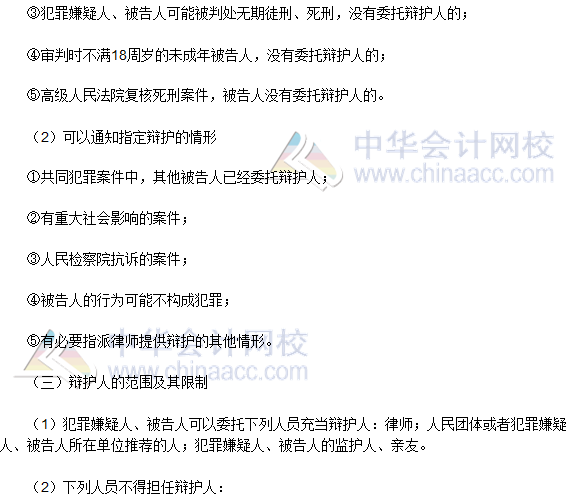 ③犯罪嫌疑人、被告人可能被判处无期徒刑、死刑，没有委托辩护人的；
④审判时不满18周岁的未成年被告人，没有委托辩护人的；
⑤高级人民法院复核死刑案件，被告人没有委托辩护人的。
（2）可以通知指定辩护的情形
中华会计网校
www.chinaacc.com
①共同犯罪案件中，其他被告人已经委托辩护人；
②有重大社会影响的案件；
③人民检察院抗诉的案件；
④被告人的行为可能不构成犯罪；
⑤有必要指派律师提供辩护的其他情形。
中华会计网校
www.chinaacc.com
（三）辩护人的范围及其限制
（1）犯罪嫌疑人、被告人可以委托下列人员充当辩护人：律师；人民团体或者犯罪嫌疑
人、被告人所在单位推荐的人；犯罪嫌疑人、被告人的监护人、亲友。
（2）下列人员不得担任辩护人：